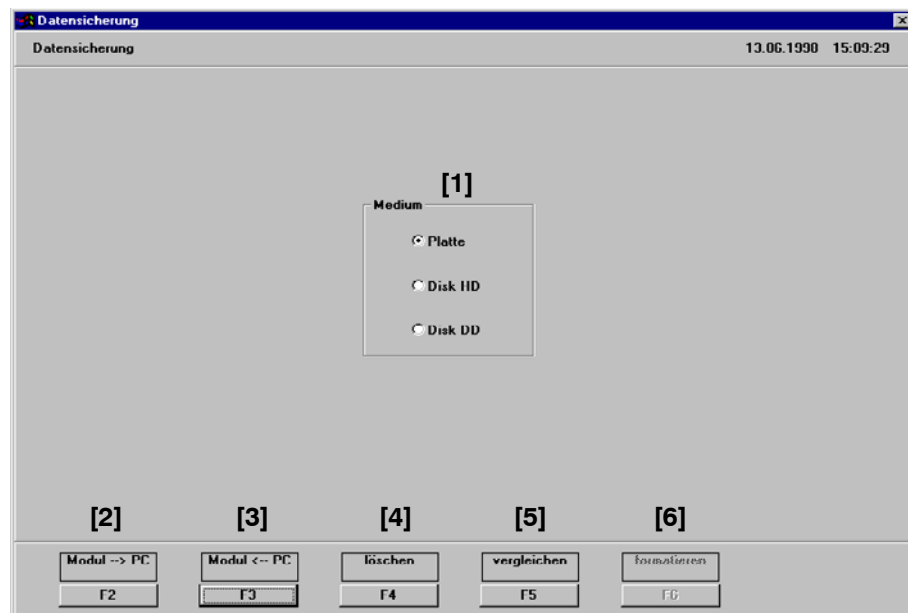 Datensicherung
Datensicherung 13.06.1990 15:09:29
[1]
Medium
Platte
Disk HD
Disk DD
[2] [3] [4] [5] [6]
Modul --> PC Modul <-- PC löschen vergleichen formatieren
F2 F3 F4 F5 F6